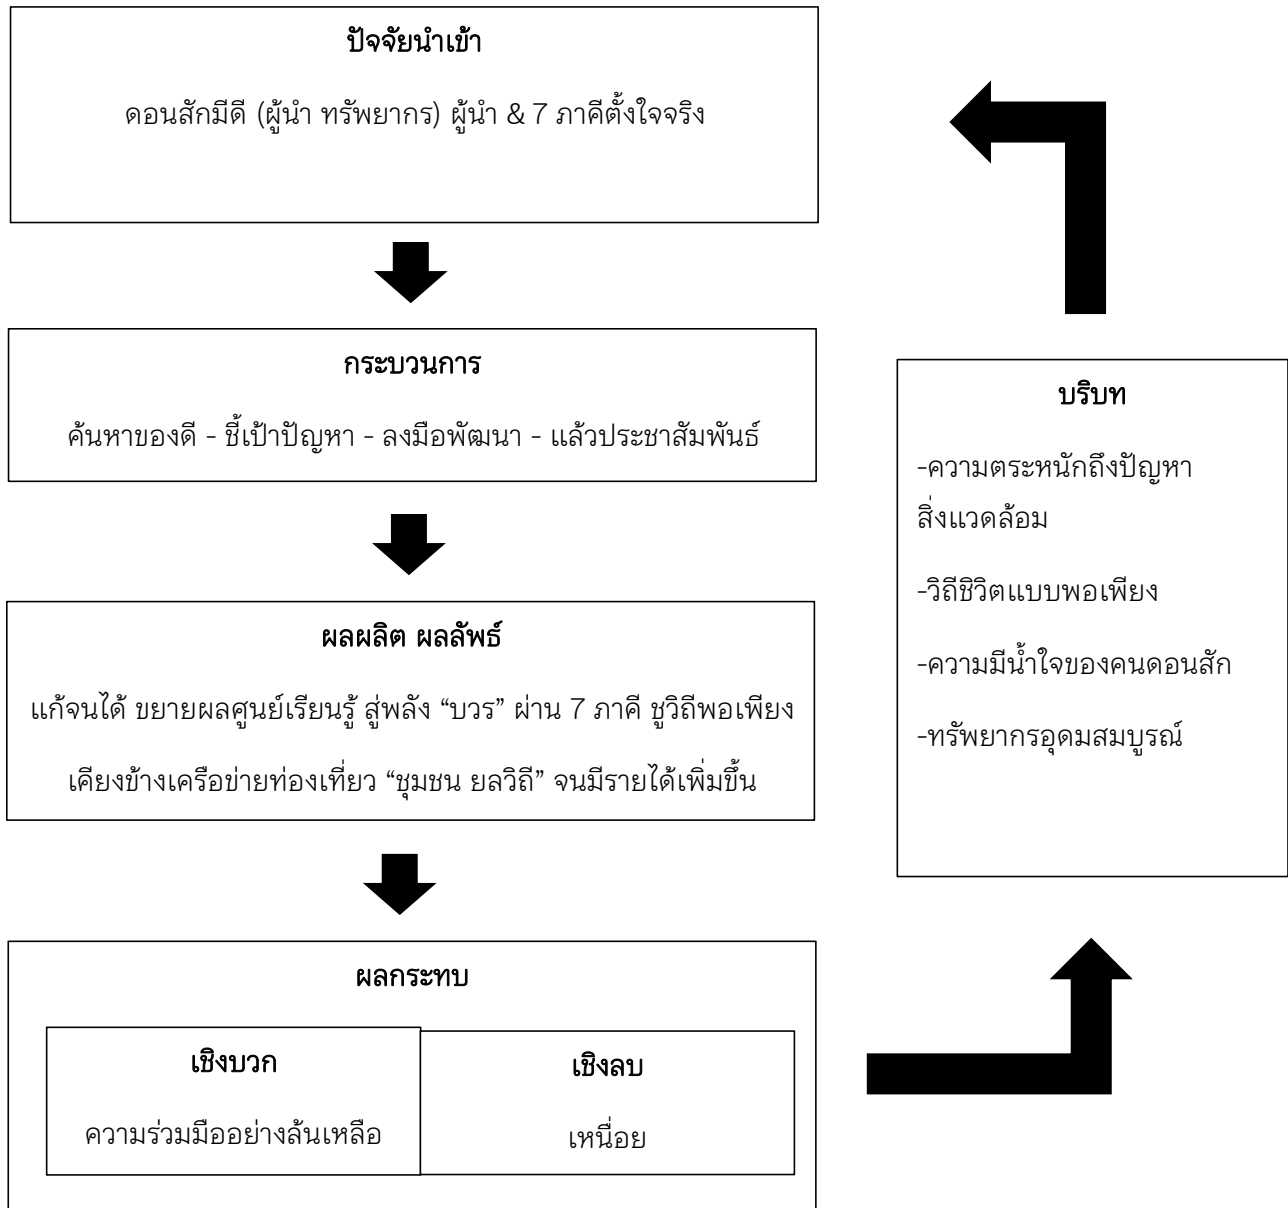 ปัจจัยนำเข้า
ดอนสักมีดี (ผู้นำ ทรัพยากร) ผู้นำ & 7 ภาคีตั้งใจจริง
กระบวนการ
ค้นหาของดี - ชี้เป้าปัญหา - ลงมือพัฒนา - แล้วประชาสัมพันธ์
ผลผลิต ผลลัพธ์
แก้จนได้ ขยายผลศูนย์เรียนรู้ สู่พลัง “บวร” ผ่าน 7 ภาคี ชูวิถีพอเพียง
เคียงข้างเครือข่ายท่องเที่ยว “ชุมชน ยลวิถี” จนมีรายได้เพิ่มขึ้น
ผลกระทบ
เชิงบวก
ความร่วมมืออย่างล้นเหลือ
เชิงลบ
เหนื่อย
บริบท
-ความตระหนักถึงปัญหา
สิ่งแวดล้อม
-วิถีชีวิตแบบพอเพียง
-ความมีน้ำใจของคนดอนสัก
-ทรัพยากรอุดมสมบูรณ์